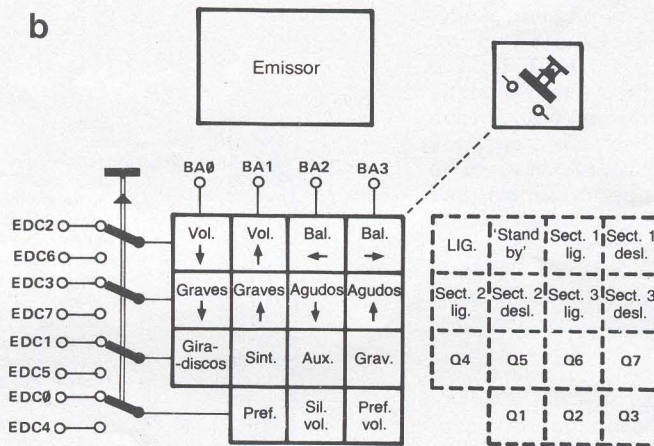 b
Emissor
BAØ BA1 BA2 BA3
EDC2
EDC6
EDC3
EDC7
EDC1
EDC5
EDCØ
EDC4
Vol. Vol. Bal. Bal.
↓ ↑ ← →
Graves Graves Agudos Agudos
↓ ↑ ↓ ↑
Gira-
-discos
Sint. Aux. Grav.
Pref. Sil.
vol.
Pref.
vol.
LIG. 'Stand
by'
Sect. 1
lig.
Sect. 1
desl.
Sect. 2
lig.
Sect. 2
desl.
Sect. 3
lig.
Sect. 3
desl.
Q4 Q5 Q6 Q7
Q1 Q2 Q3